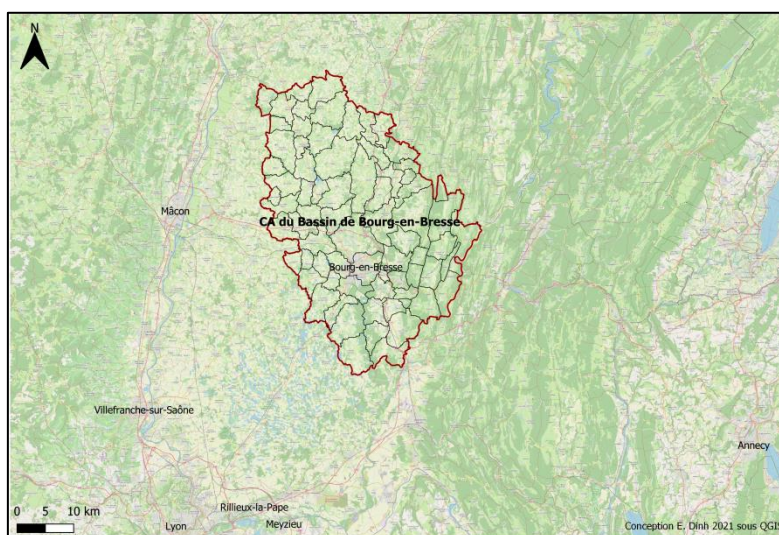 N
Mâcon
CA du Bassin de Bourg-en-Bresse
Bourg-en-Bresse
Villefranche-sur-Saône
Annecy
Rillieux-la-Pape
0 5 10 km
Lyon
Meyzieu
Conception E. Dinh 2021 sous QGIS